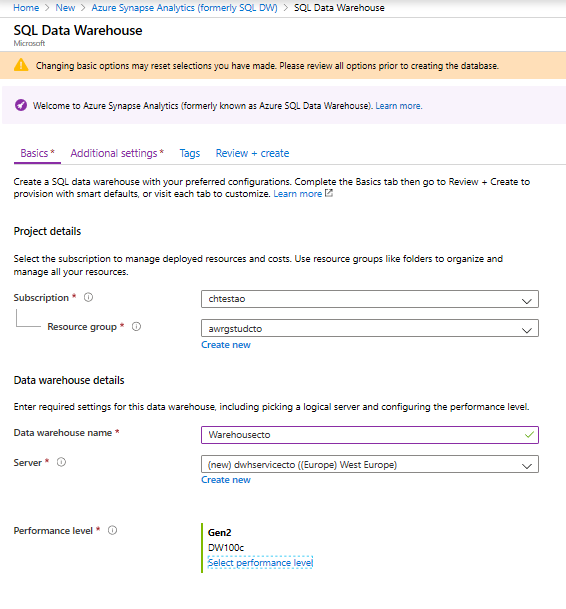 Home > New > Azure Synapse Analytics (formerly SQL DW) > SQL Data Warehouse
SQL Data Warehouse
Microsoft
Changing basic options may reset selections you have made. Please review all options prior to creating the database.
Welcome to Azure Synapse Analytics (formerly known as Azure SQL Data Warehouse). Learn more.
Basics * Additional settings * Tags Review + create
Create a SQL data warehouse with your preferred configurations. Complete the Basics tab then go to Review + Create to
provision with smart defaults, or visit each tab to customize. Learn more
Project details
Select the subscription to manage deployed resources and costs. Use resource groups like folders to organize and
manage all your resources.
Subscription * chtestao
Resource group * awrgstudcto
Create new
Data warehouse details
Enter required settings for this data warehouse, including picking a logical server and configuring the performance level.
Data warehouse name * Warehousecto
Server * (new) dwhservicecto ((Europe) West Europe)
Create new
Performance level * Gen2
DW100c
Select performance level